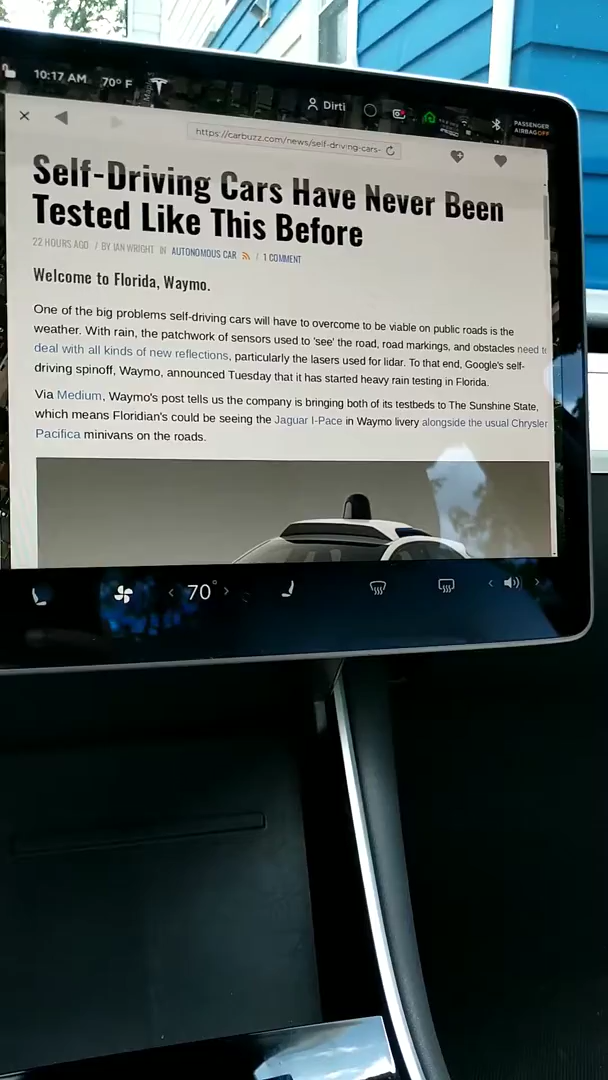 10:17 AM 70° F Dirti
PASSENGER
AIRBAG OFF
https://carbuzz.com/news/self-driving-cars-
Self-Driving Cars Have Never Been
Tested Like This Before
22 HOURS AGO / BY IAN WRIGHT IN AUTONOMOUS CAR / 1 COMMENT
Welcome to Florida, Waymo.
One of the big problems self-driving cars will have to overcome to be viable on public roads is the
weather. With rain, the patchwork of sensors used to 'see' the road, road markings, and obstacles need to
deal with all kinds of new reflections, particularly the lasers used for lidar. To that end, Google's self-
driving spinoff, Waymo, announced Tuesday that it has started heavy rain testing in Florida.
Via Medium, Waymo's post tells us the company is bringing both of its testbeds to The Sunshine State,
which means Floridian's could be seeing the Jaguar I-Pace in Waymo livery alongside the usual Chrysler
Pacifica minivans on the roads.
70°